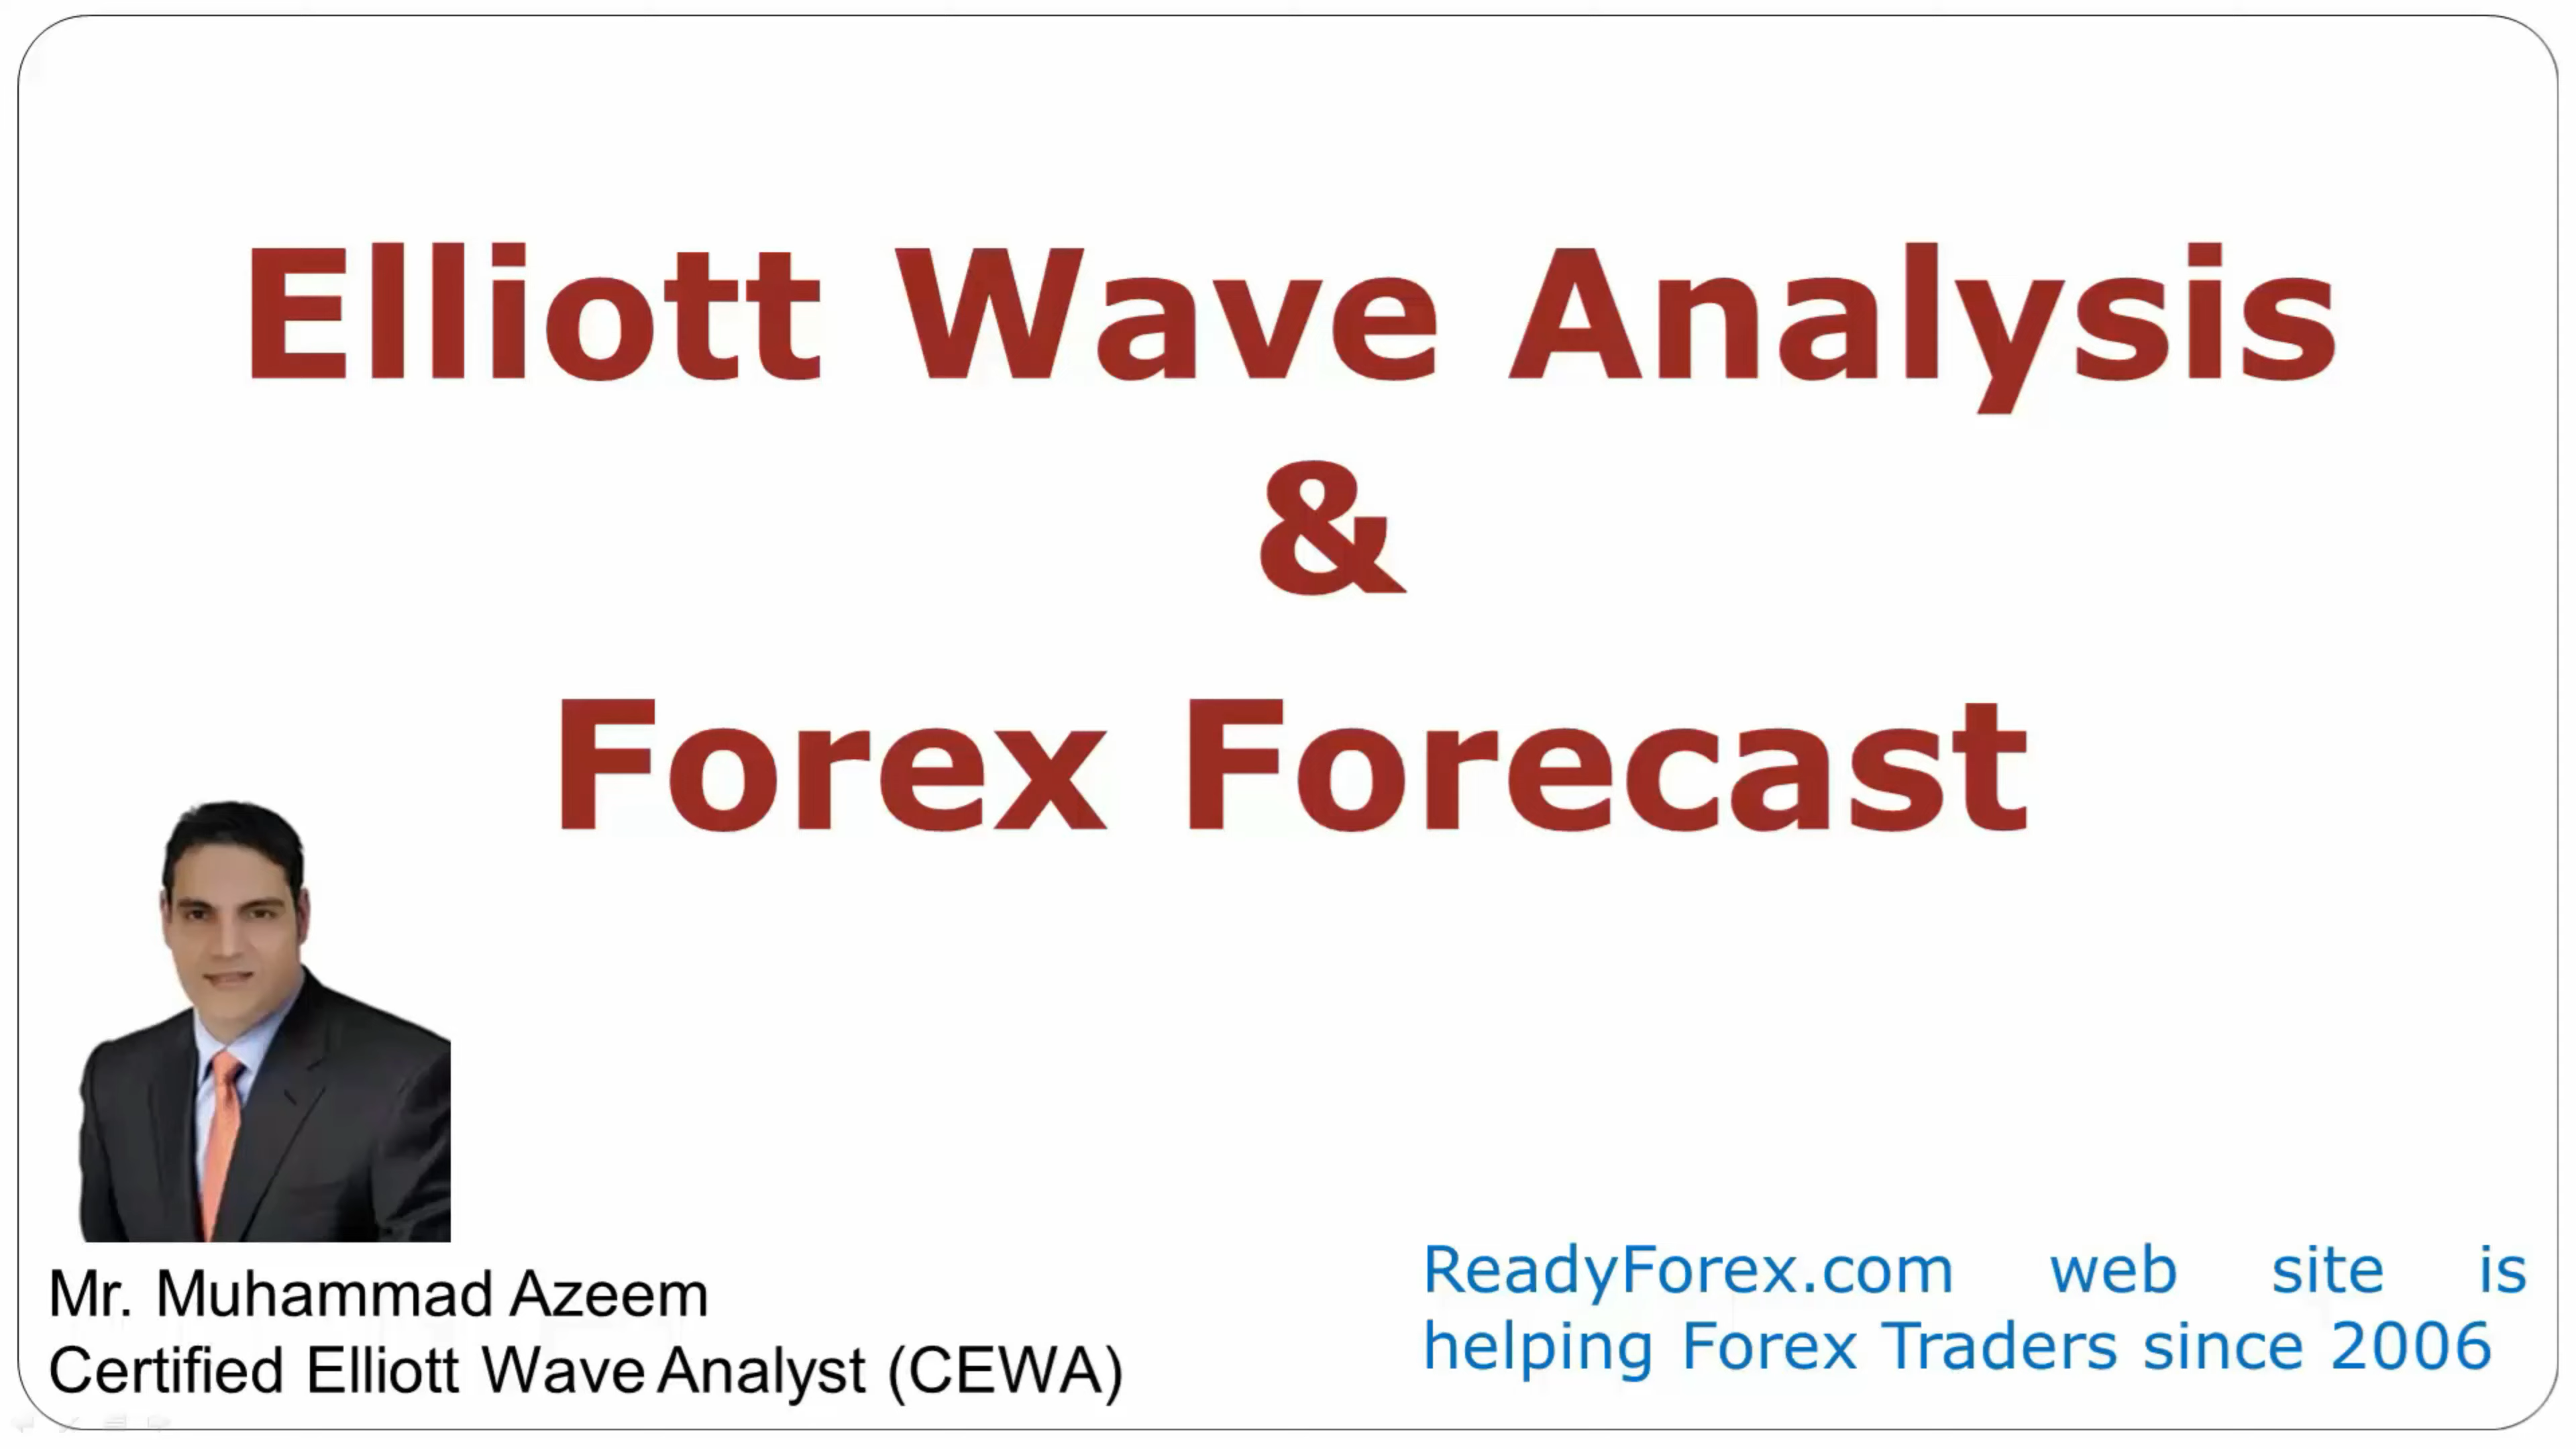 Elliott Wave Analysis
&
Forex Forecast
Mr. Muhammad Azeem
Certified Elliott Wave Analyst (CEWA)
ReadyForex.com web site is
helping Forex Traders since 2006